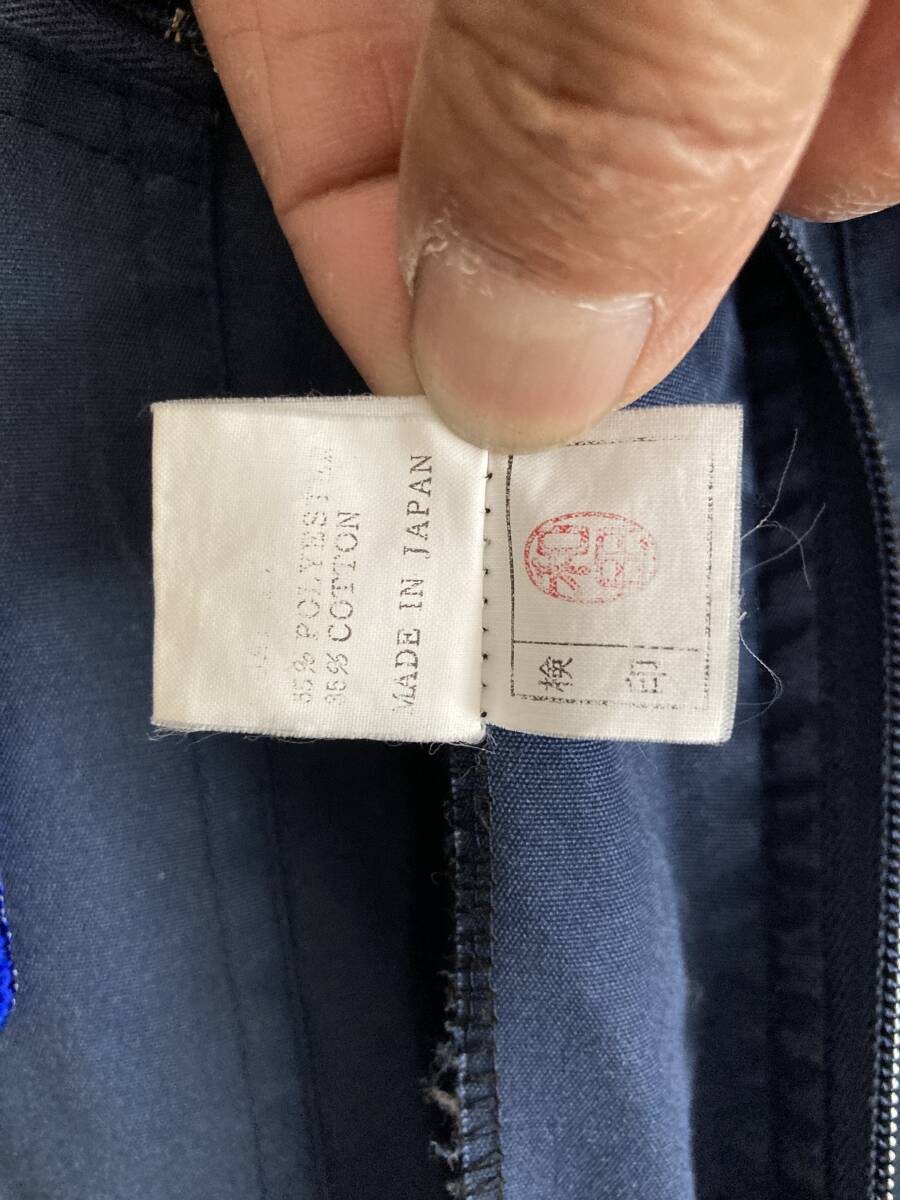 65% POLYESTER
35% COTTON
MADE IN JAPAN
検印